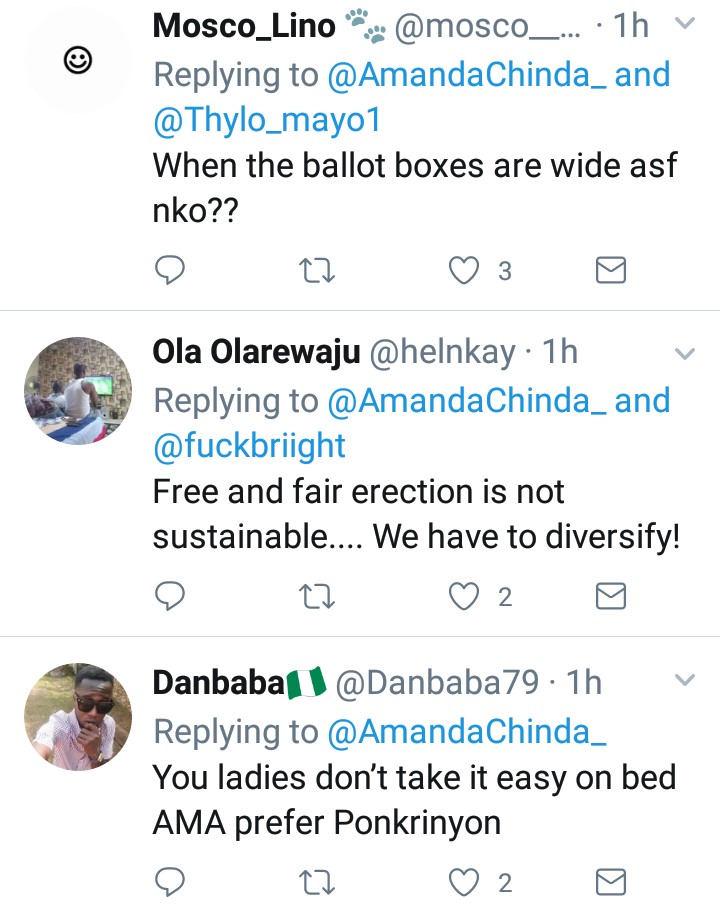 Mosco_Lino 🐾 @mosco__... · 1h
Replying to @AmandaChinda_ and
@Thylo_mayo1
When the ballot boxes are wide asf
nko??
3
Ola Olarewaju @helnkay · 1h
Replying to @AmandaChinda_ and
@fuckbriight
Free and fair erection is not
sustainable.... We have to diversify!
2
Danbaba🇳🇬 @Danbaba79 · 1h
Replying to @AmandaChinda_
You ladies don't take it easy on bed
AMA prefer Ponkrinyon
2